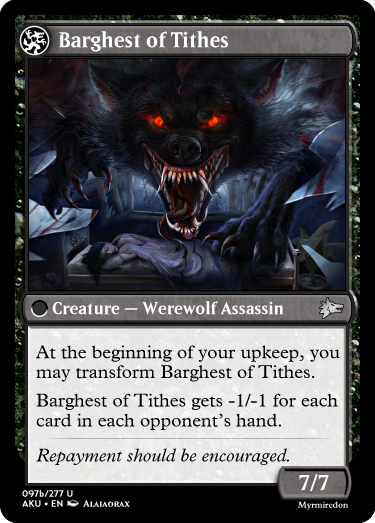 Barghest of Tithes
Creature — Werewolf Assassin
At the beginning of your upkeep, you
may transform Barghest of Tithes.
Barghest of Tithes gets -1/-1 for each
card in each opponent's hand.
Repayment should be encouraged.
7/7
097b/277 U
AKU • EN Alaiaorax
Myrmiredon